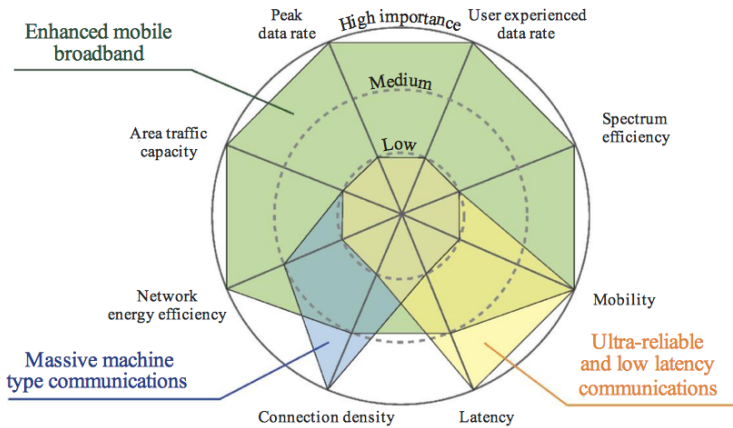 Peak
data rate
High importance
User experienced
data rate
Enhanced mobile
broadband
Medium
Area traffic
capacity
Low
Spectrum
efficiency
Network
energy efficiency
Mobility
Massive machine
type communications
Ultra-reliable
and low latency
communications
Connection density
Latency